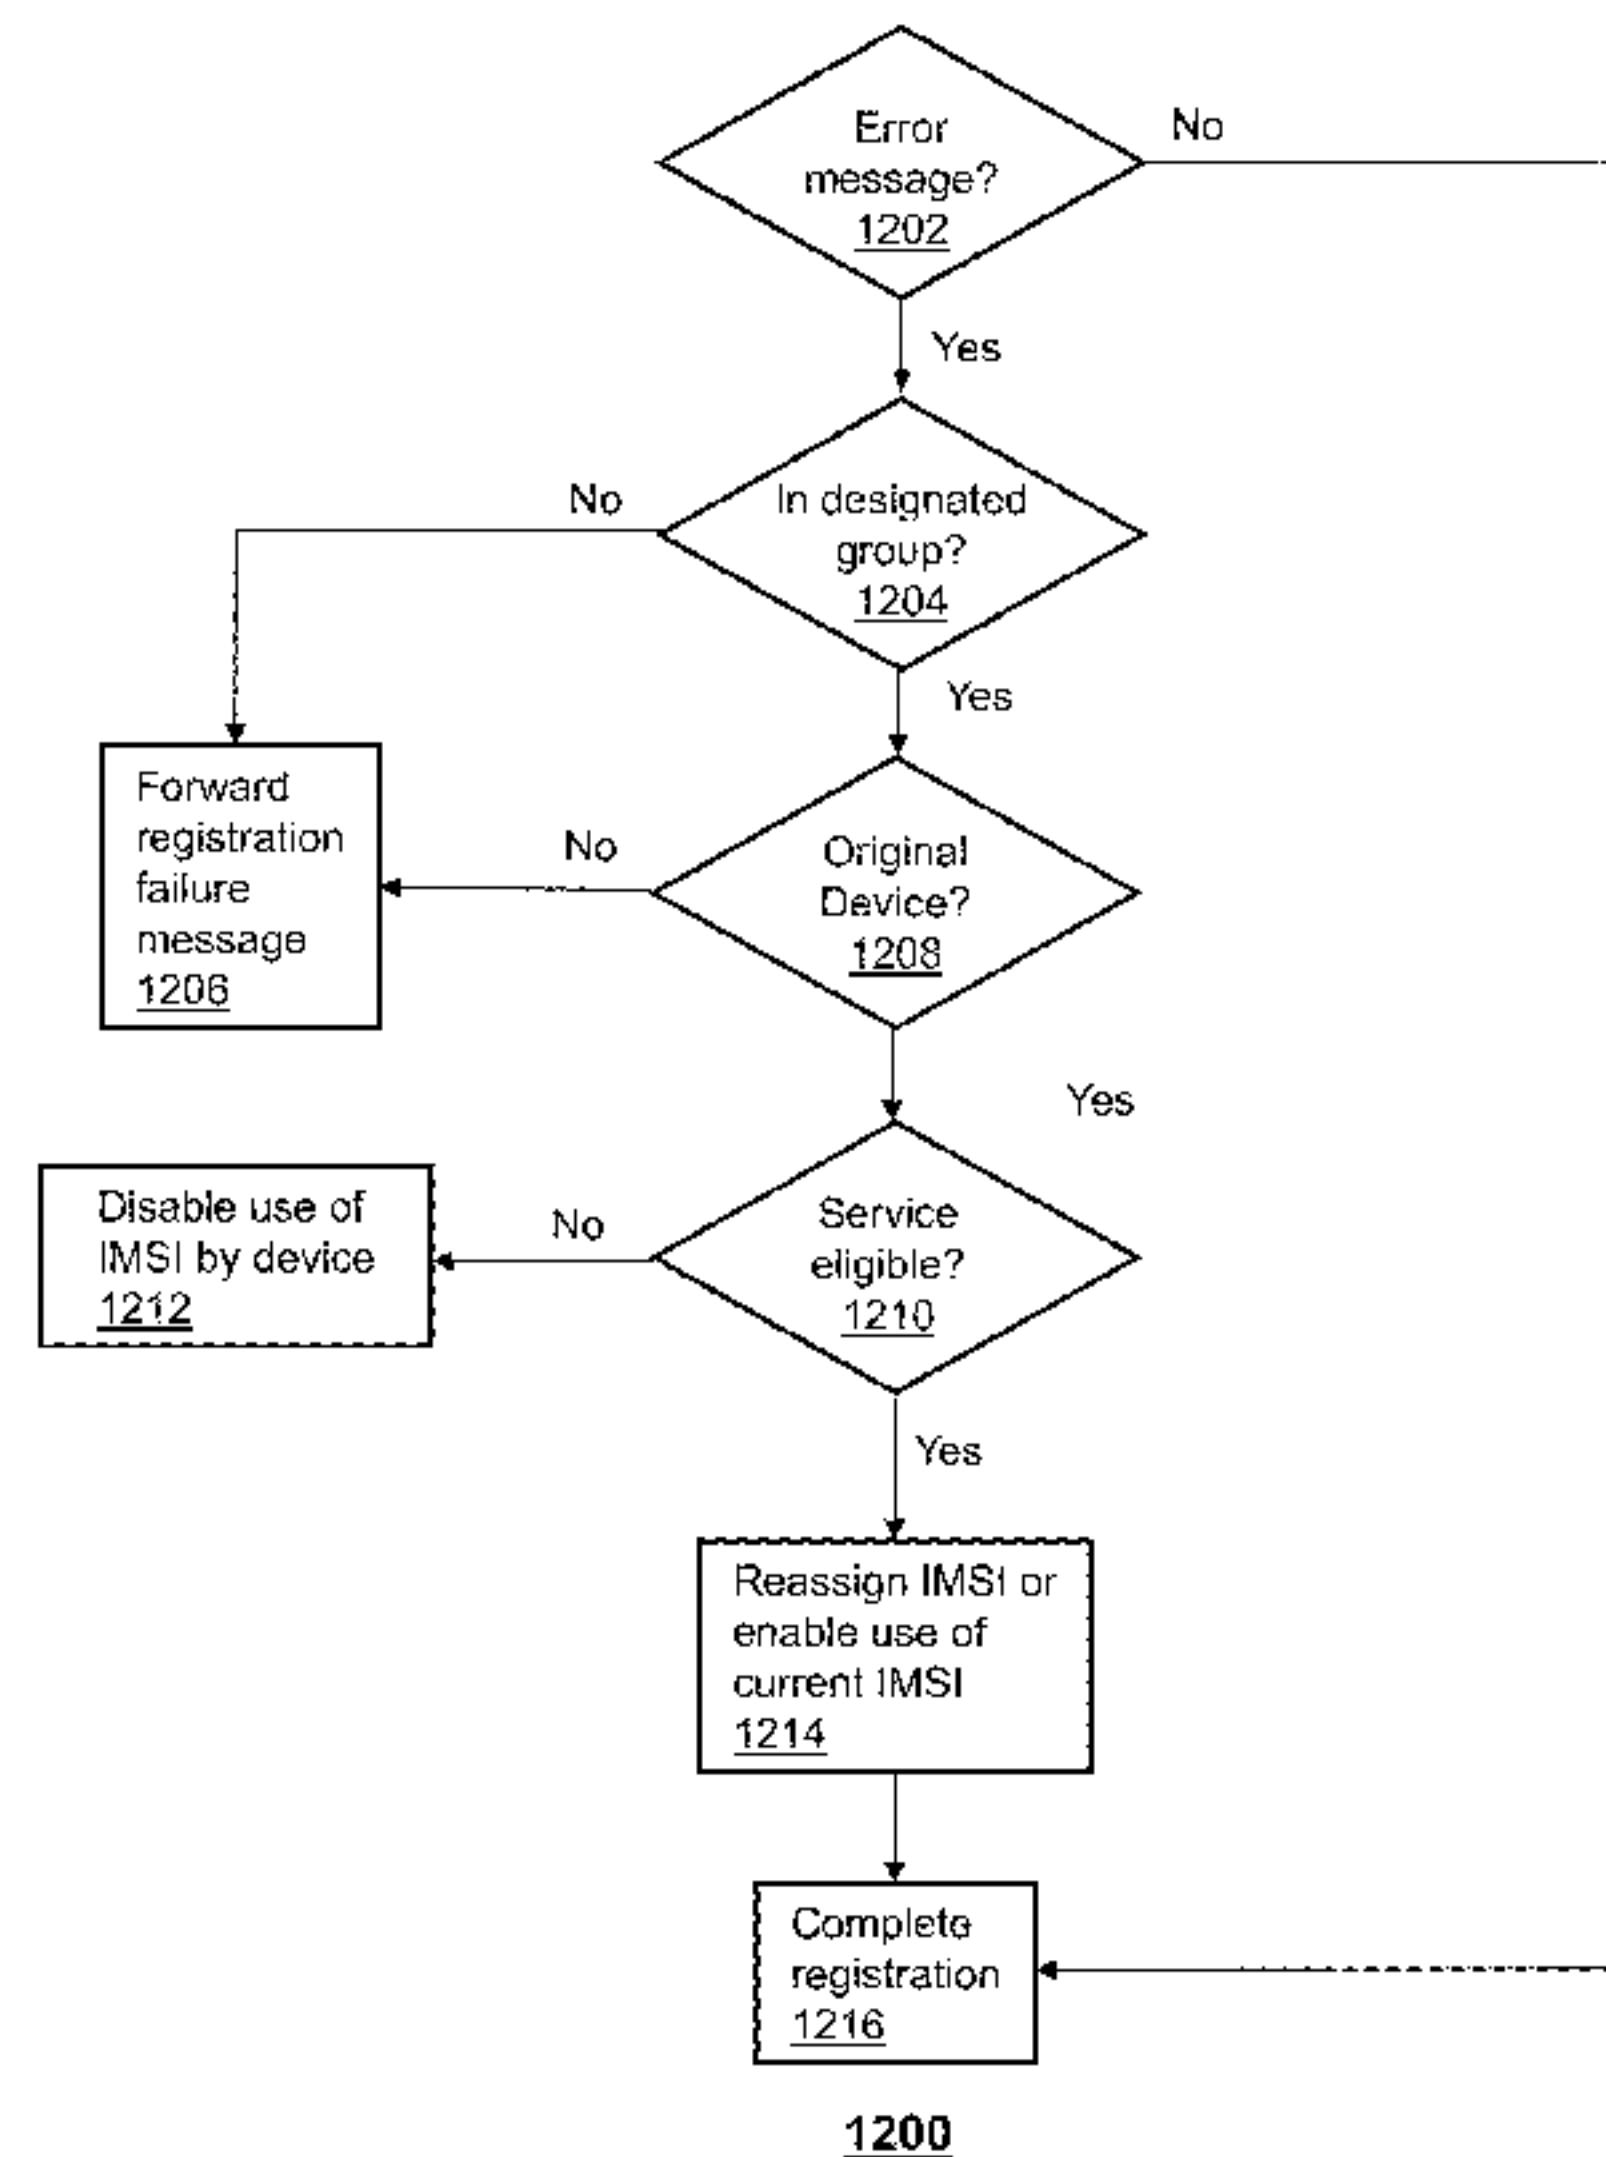 Error
message?
1202
No
Yes
In designated
group?
1204
No
Yes
Forward
registration
failure
message
1206
No
Original
Device?
1208
Yes
Disable use of
IMSI by device
1212
No
Service
eligible?
1210
Yes
Reassign IMSI or
enable use of
current IMSI
1214
Complete
registration
1216
1200